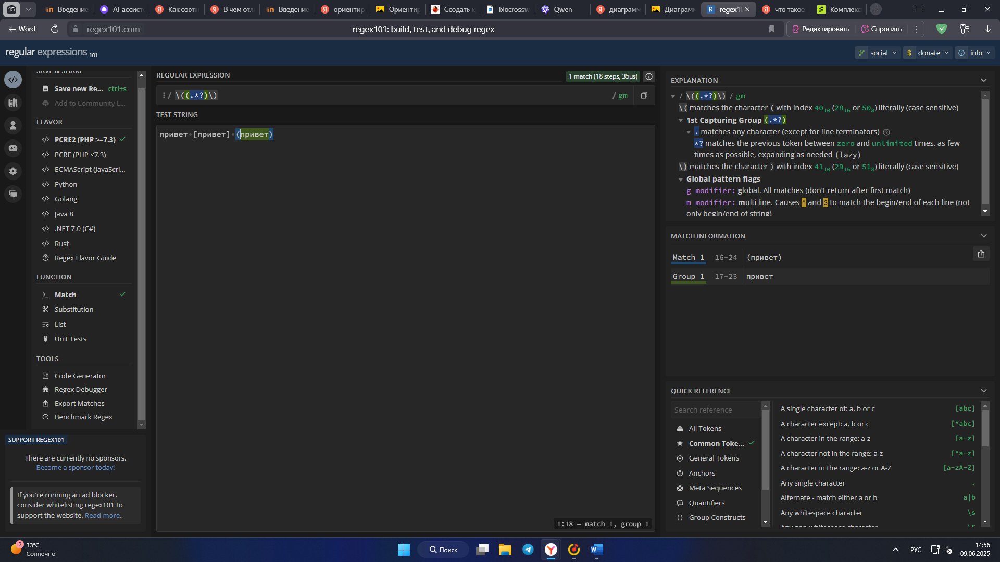 15
Введение
AI-ассист
Как соотн
В чем отл
Введение
ориентир
Ориентир
Создать к
biocrossw
Qwen
диаграмм
Диаграмм
regex10
что такое
Комплекс
Word
regex101.com
regex101: build, test, and debug regex
Редактировать
Спросить
regular expressions 101
social
$ donate
info
SAVE & SHARE
Save new Re... ctrl+s
Add to Community L...
FLAVOR
PCRE2 (PHP >=7.3)
PCRE (PHP <7.3)
ECMAScript (JavaScri...
Python
Golang
Java 8
.NET 7.0 (C#)
Rust
Regex Flavor Guide
FUNCTION
Match
Substitution
List
Unit Tests
TOOLS
Code Generator
Regex Debugger
Export Matches
Benchmark Regex
SUPPORT REGEX101
There are currently no sponsors.
Become a sponsor today!
If you're running an ad blocker,
consider whitelisting regex101 to
support the website. Read more.
REGULAR EXPRESSION
1 match (18 steps, 35µs)
/ \((.*?)\) / gm
TEST STRING
привет [привет] (привет)
1:18 — match 1, group 1
EXPLANATION
/ \((.*?)\) / gm
\( matches the character ( with index 40₁₀ (28₁₆ or 50₈) literally (case sensitive)
1st Capturing Group (.*?)
. matches any character (except for line terminators)
*? matches the previous token between zero and unlimited times, as few
times as possible, expanding as needed (lazy)
\) matches the character ) with index 41₁₀ (29₁₆ or 51₈) literally (case sensitive)
Global pattern flags
g modifier: global. All matches (don't return after first match)
m modifier: multi line. Causes ^ and $ to match the begin/end of each line (not
only begin/end of string)
MATCH INFORMATION
Match 1 16-24 (привет)
Group 1 17-23 привет
QUICK REFERENCE
Search reference
All Tokens
Common Toke...
General Tokens
Anchors
Meta Sequences
Quantifiers
Group Constructs
A single character of: a, b or c [abc]
A character except: a, b or c [^abc]
A character in the range: a-z [a-z]
A character not in the range: a-z [^a-z]
A character in the range: a-z or A-Z [a-zA-Z]
Any single character .
Alternate - match either a or b a|b
Any whitespace character \s
Any non-whitespace character \S
2
33°C
Солнечно
Поиск
РУС
14:56
09.06.2025